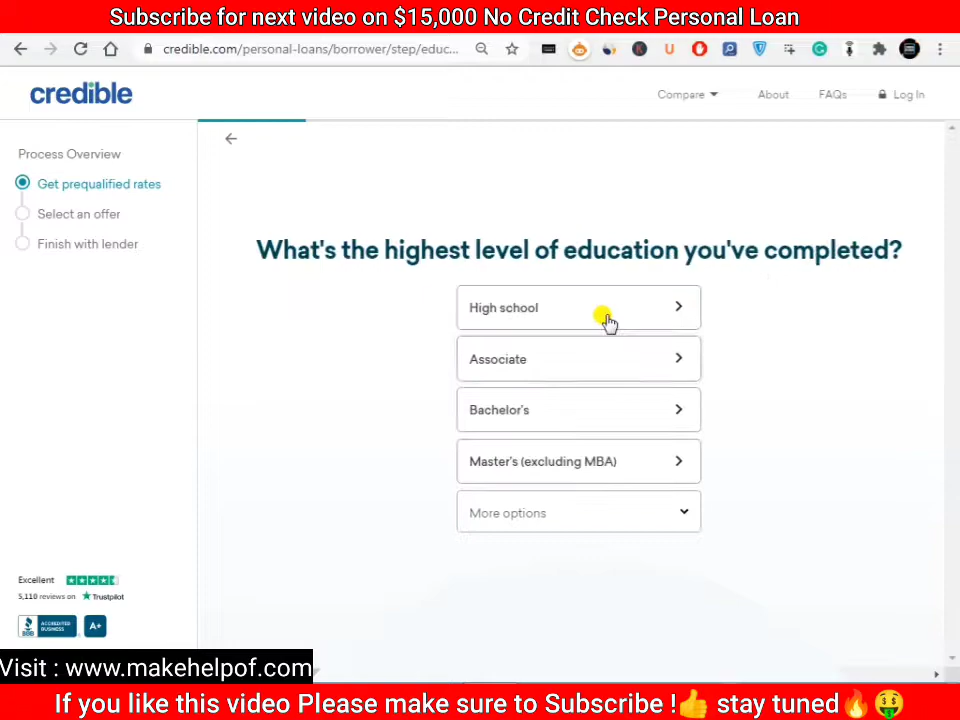 Subscribe for next video on $15,000 No Credit Check Personal Loan
credible.com/personal-loans/borrower/step/educ...
credible
Compare
About
FAQs
Log In
Process Overview
Get prequalified rates
Select an offer
Finish with lender
What's the highest level of education you've completed?
High school
Associate
Bachelor's
Master's (excluding MBA)
More options
Excellent
5,110 reviews on Trustpilot
BBB ACCREDITED BUSINESS A+
Visit : www.makehelpof.com
If you like this video Please make sure to Subscribe !👍 stay tuned🔥🤑